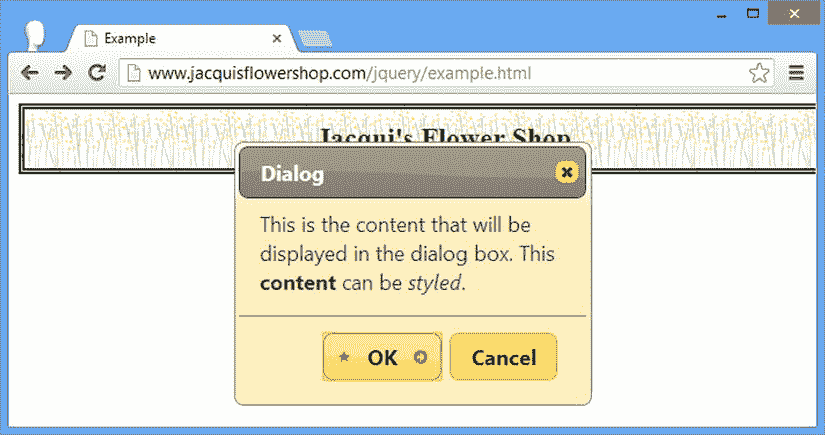 Example
www.jacquisflowershop.com/jquery/example.html
Jacqui's Flower Shop
Dialog
This is the content that will be
displayed in the dialog box. This
content can be styled.
OK
Cancel